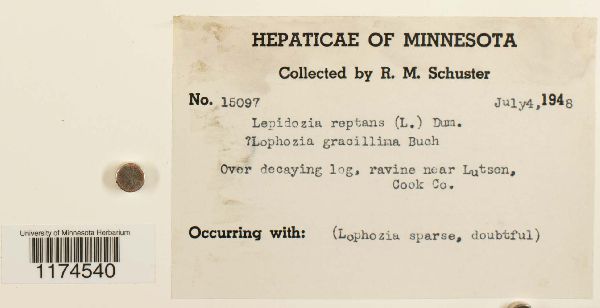 HEPATICAE OF MINNESOTA
Collected by R. M. Schuster
No. 15097 July4, 1948
Lepidozia reptans (L.) Dum.
?Lophozia gracillima Buch
Over decaying log, ravine near Lutsen,
Cook Co.
Occurring with: (Lophozia sparse, doubtful)
University of Minnesota Herbarium
1174540